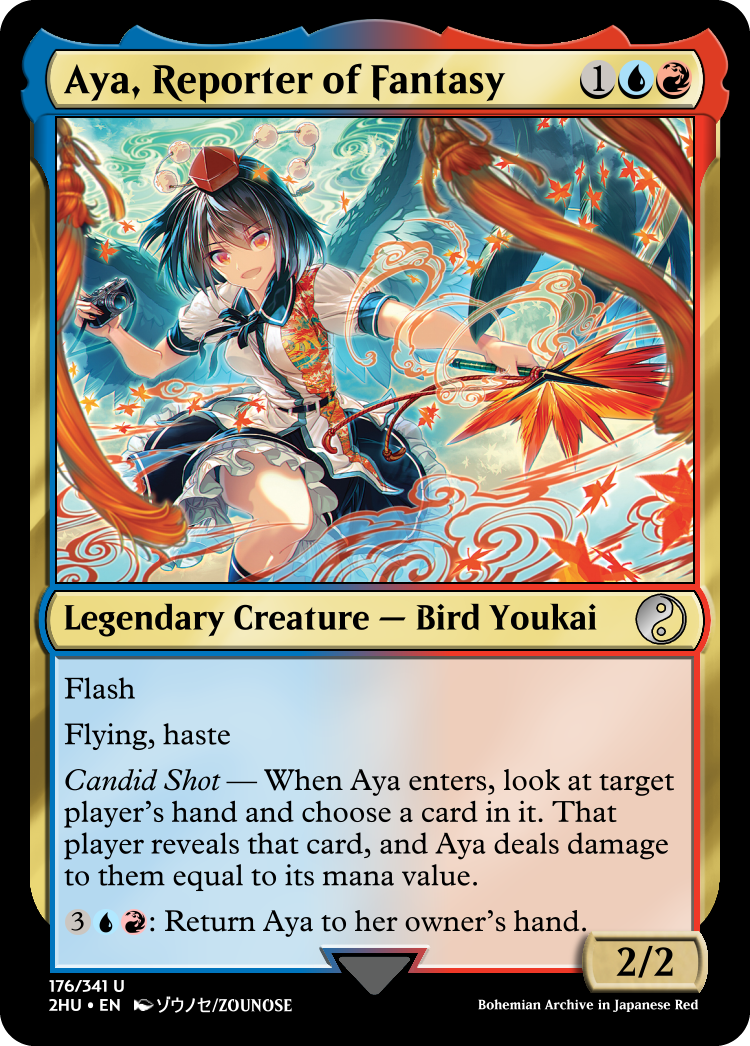 Aya, Reporter of Fantasy 1
Legendary Creature — Bird Youkai
Flash
Flying, haste
Candid Shot — When Aya enters, look at target
player's hand and choose a card in it. That
player reveals that card, and Aya deals damage
to them equal to its mana value.
3 : Return Aya to her owner's hand.
2/2
176/341 U
2HU • EN ゾウノセ/ZOUNOSE
Bohemian Archive in Japanese Red